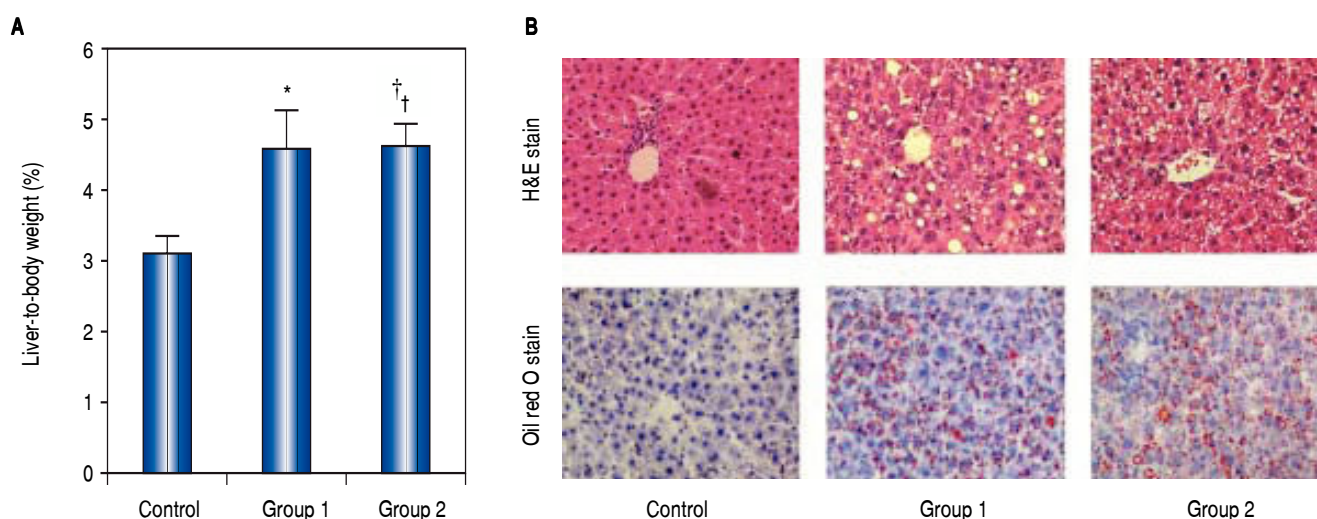 A
Liver-to-body weight (%)
6
5
4
3
2
1
0
*
†
†
Control
Group 1
Group 2
B
H&E stain
Oil red O stain
Control
Group 1
Group 2